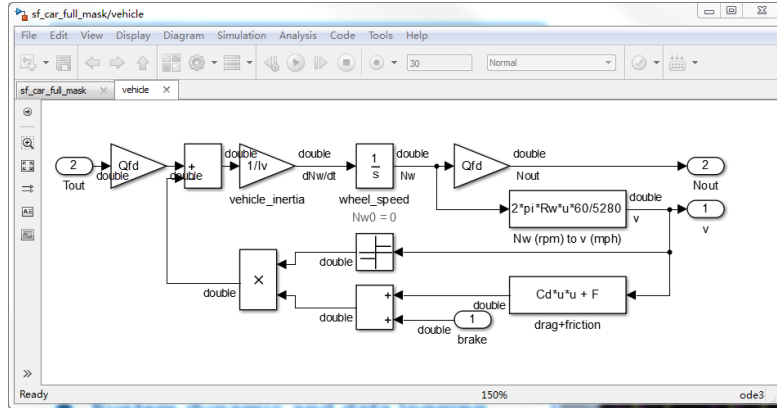 sf_car_full_mask/vehicle
File Edit View Display Diagram Simulation Analysis Code Tools Help
30 Normal
sf_car_full_mask vehicle
2 Qfd + - double 1/Iv double 1 s double Qfd double 2
Tout double double dNw/dt Nw Nout Nout
vehicle_inertia wheel_speed
Nw0 = 0
2*pi*Rw*u*60/5280 double 1
v v
Nw (rpm) to v (mph)
double
× double
+ + double
Cd*u*u + F double
drag+friction
1 double
brake
Ready 150% ode3